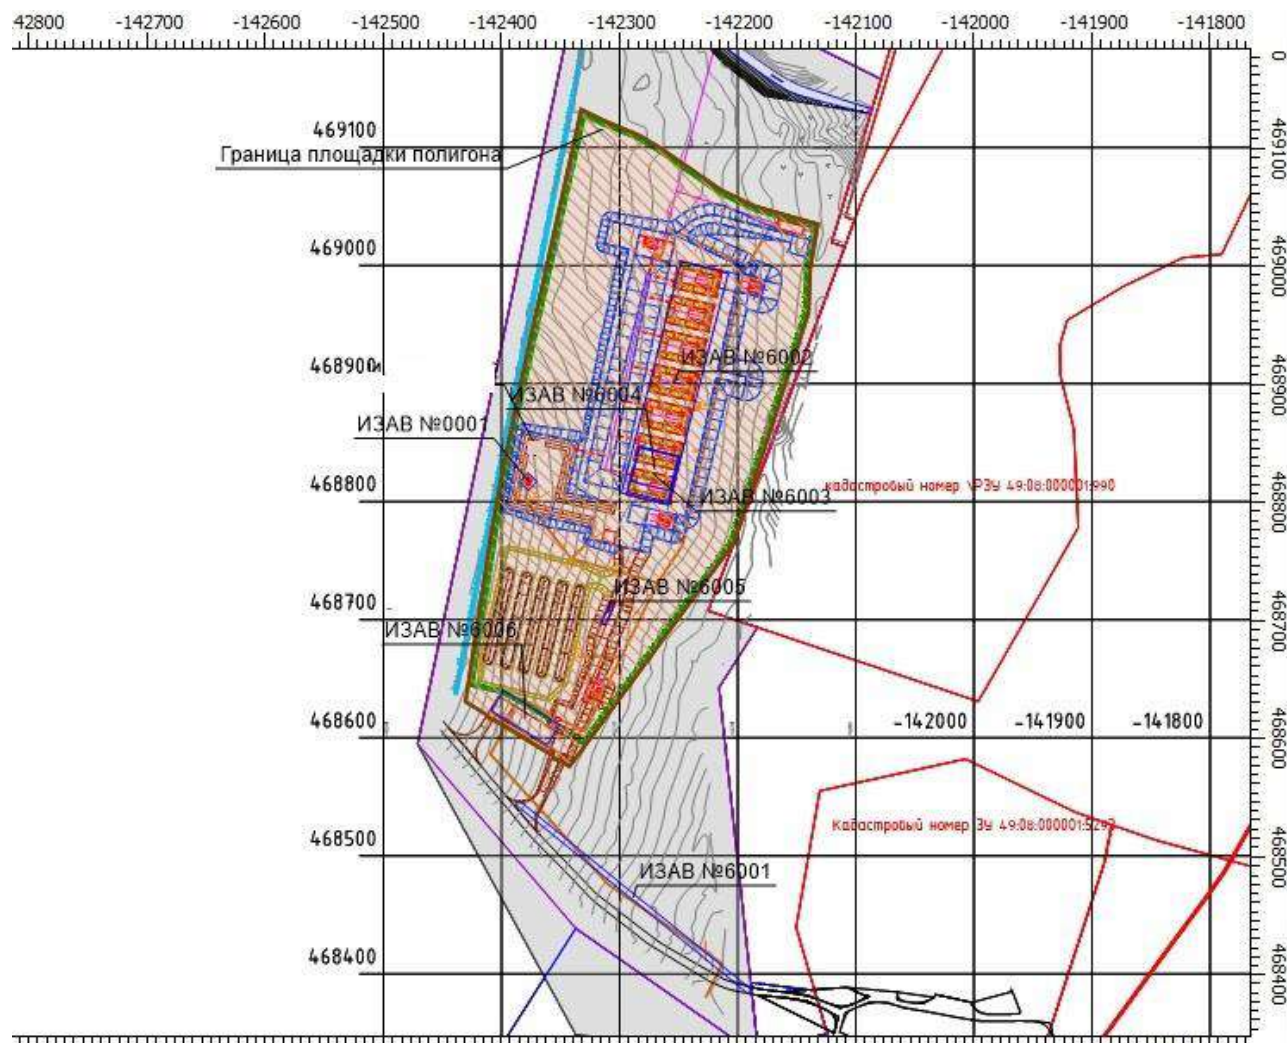 42800 -142700 -142600 -142500 -142400 -142300 -142200 -142100 -142000 -141900 -141800
469100
Граница площадки полигона
469000
468900
ИЗАВ №6002
ИЗАВ №6004
ИЗАВ №0001
468800
кадастровый номер ЧРЗУ 49:08:000001:990
ИЗАВ №6003
468700
ИЗАВ №6005
ИЗАВ №6006
468600
-142000 -141900 -141800
Кадастровый номер ЗУ 49:08:000001:5293
468500
ИЗАВ №6001
468400
0
469100
469000
468900
468800
468700
468600
468500
468400